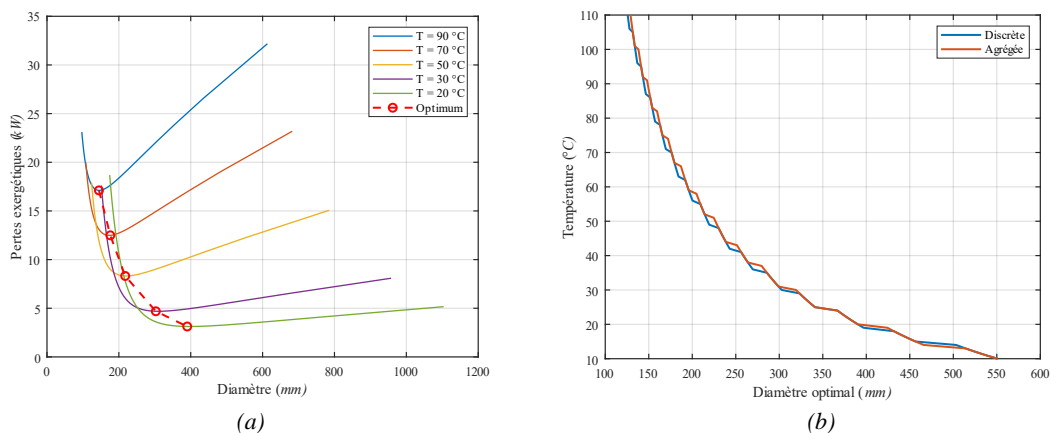 35
30
25
20
15
10
5
0
Pertes exergétiques (kW)
0
200
400
600
800
1000
1200
Diamètre (mm)
T = 90 °C
T = 70 °C
T = 50 °C
T = 30 °C
T = 20 °C
Optimum
(a)
110
100
90
80
70
60
50
40
30
20
10
Température (°C)
100
150
200
250
300
350
400
450
500
550
600
Diamètre optimal (mm)
Discrète
Agrégée
(b)